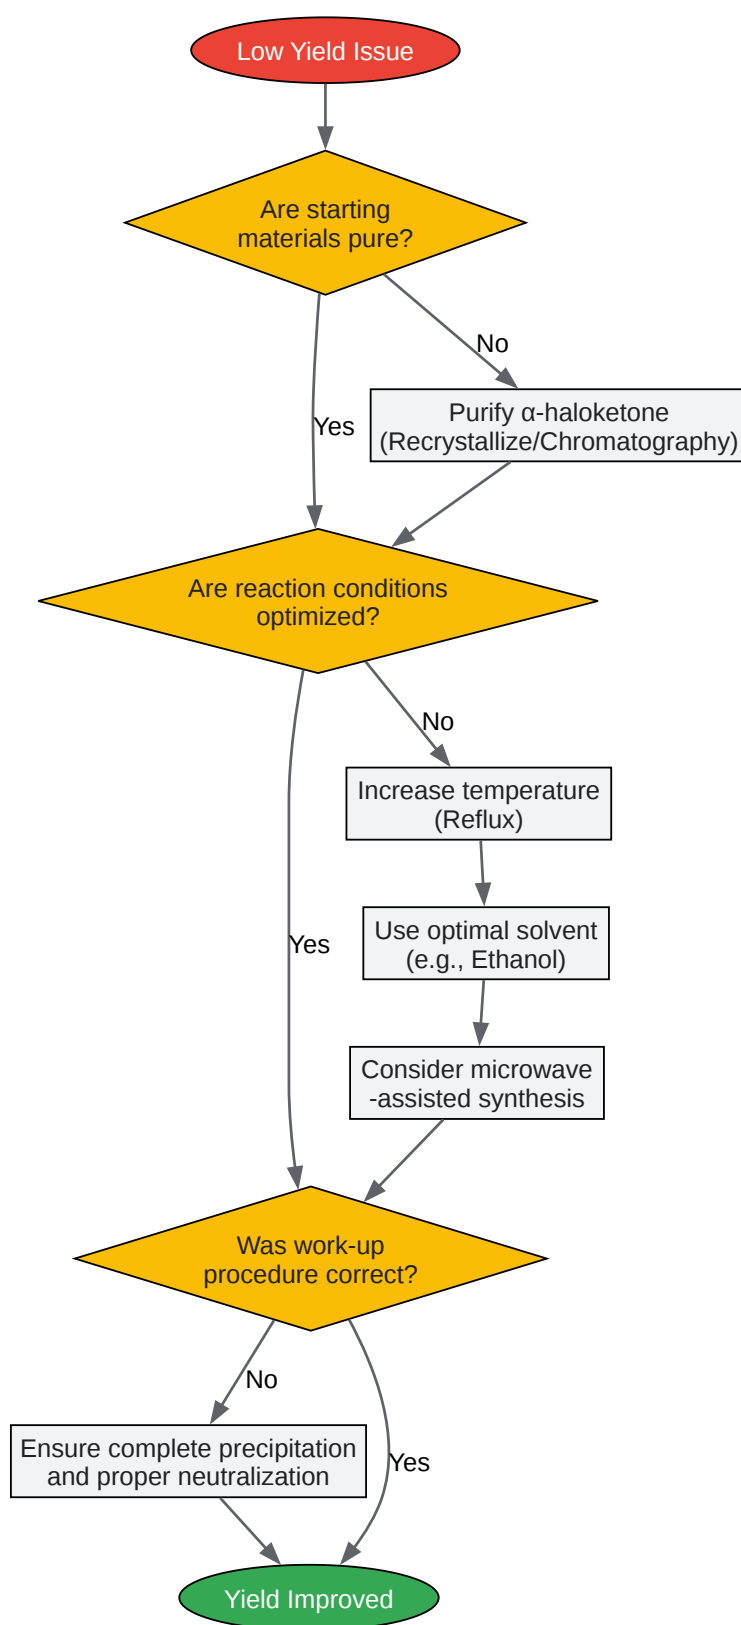 Low Yield Issue
Are starting
materials pure?
No
Purify α-haloketone
(Recrystallize/Chromatography)
Yes
Are reaction conditions
optimized?
No
Increase temperature
(Reflux)
Use optimal solvent
(e.g., Ethanol)
Yes
Consider microwave
-assisted synthesis
Was work-up
procedure correct?
No
Ensure complete precipitation
and proper neutralization
Yes
Yield Improved